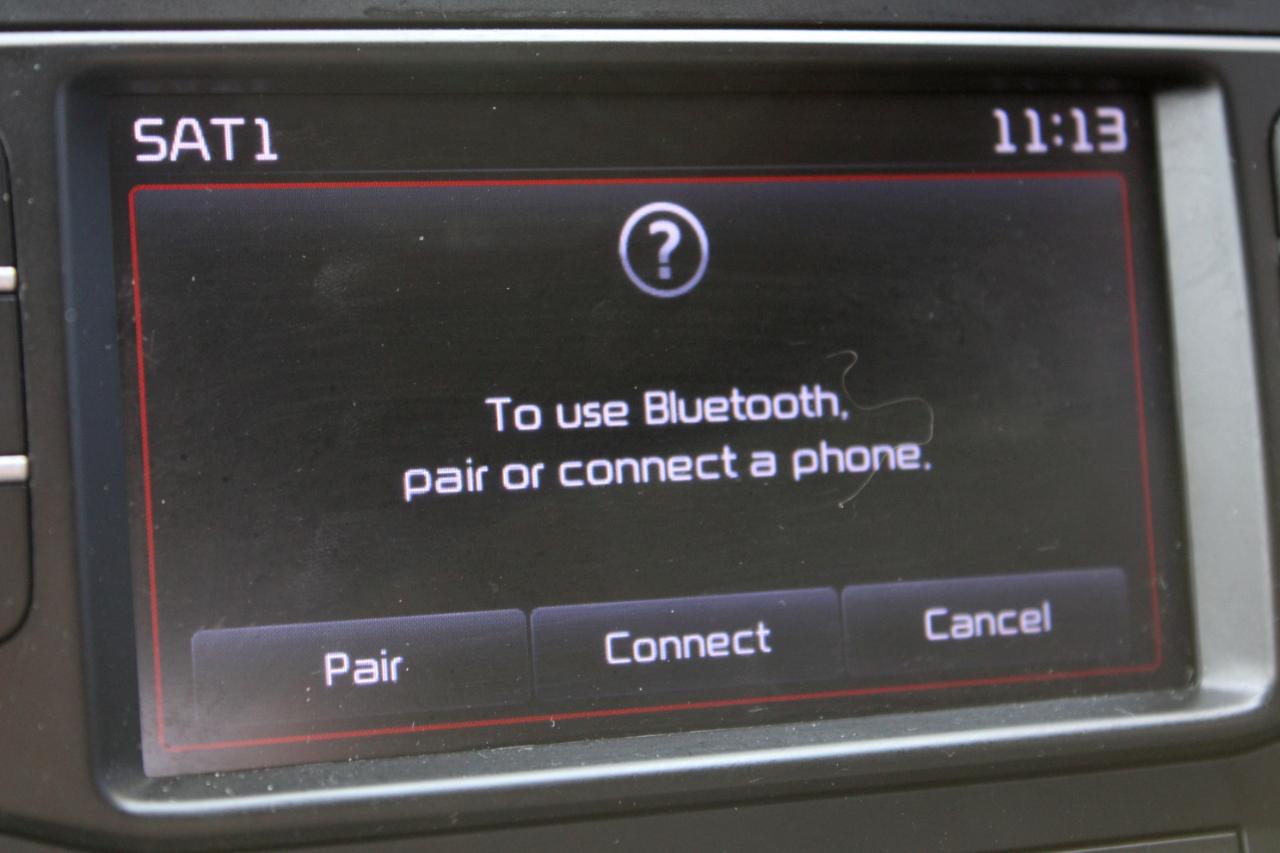 SAT1
11:13
?
To use Bluetooth,
pair or connect a phone.
Pair
Connect
Cancel